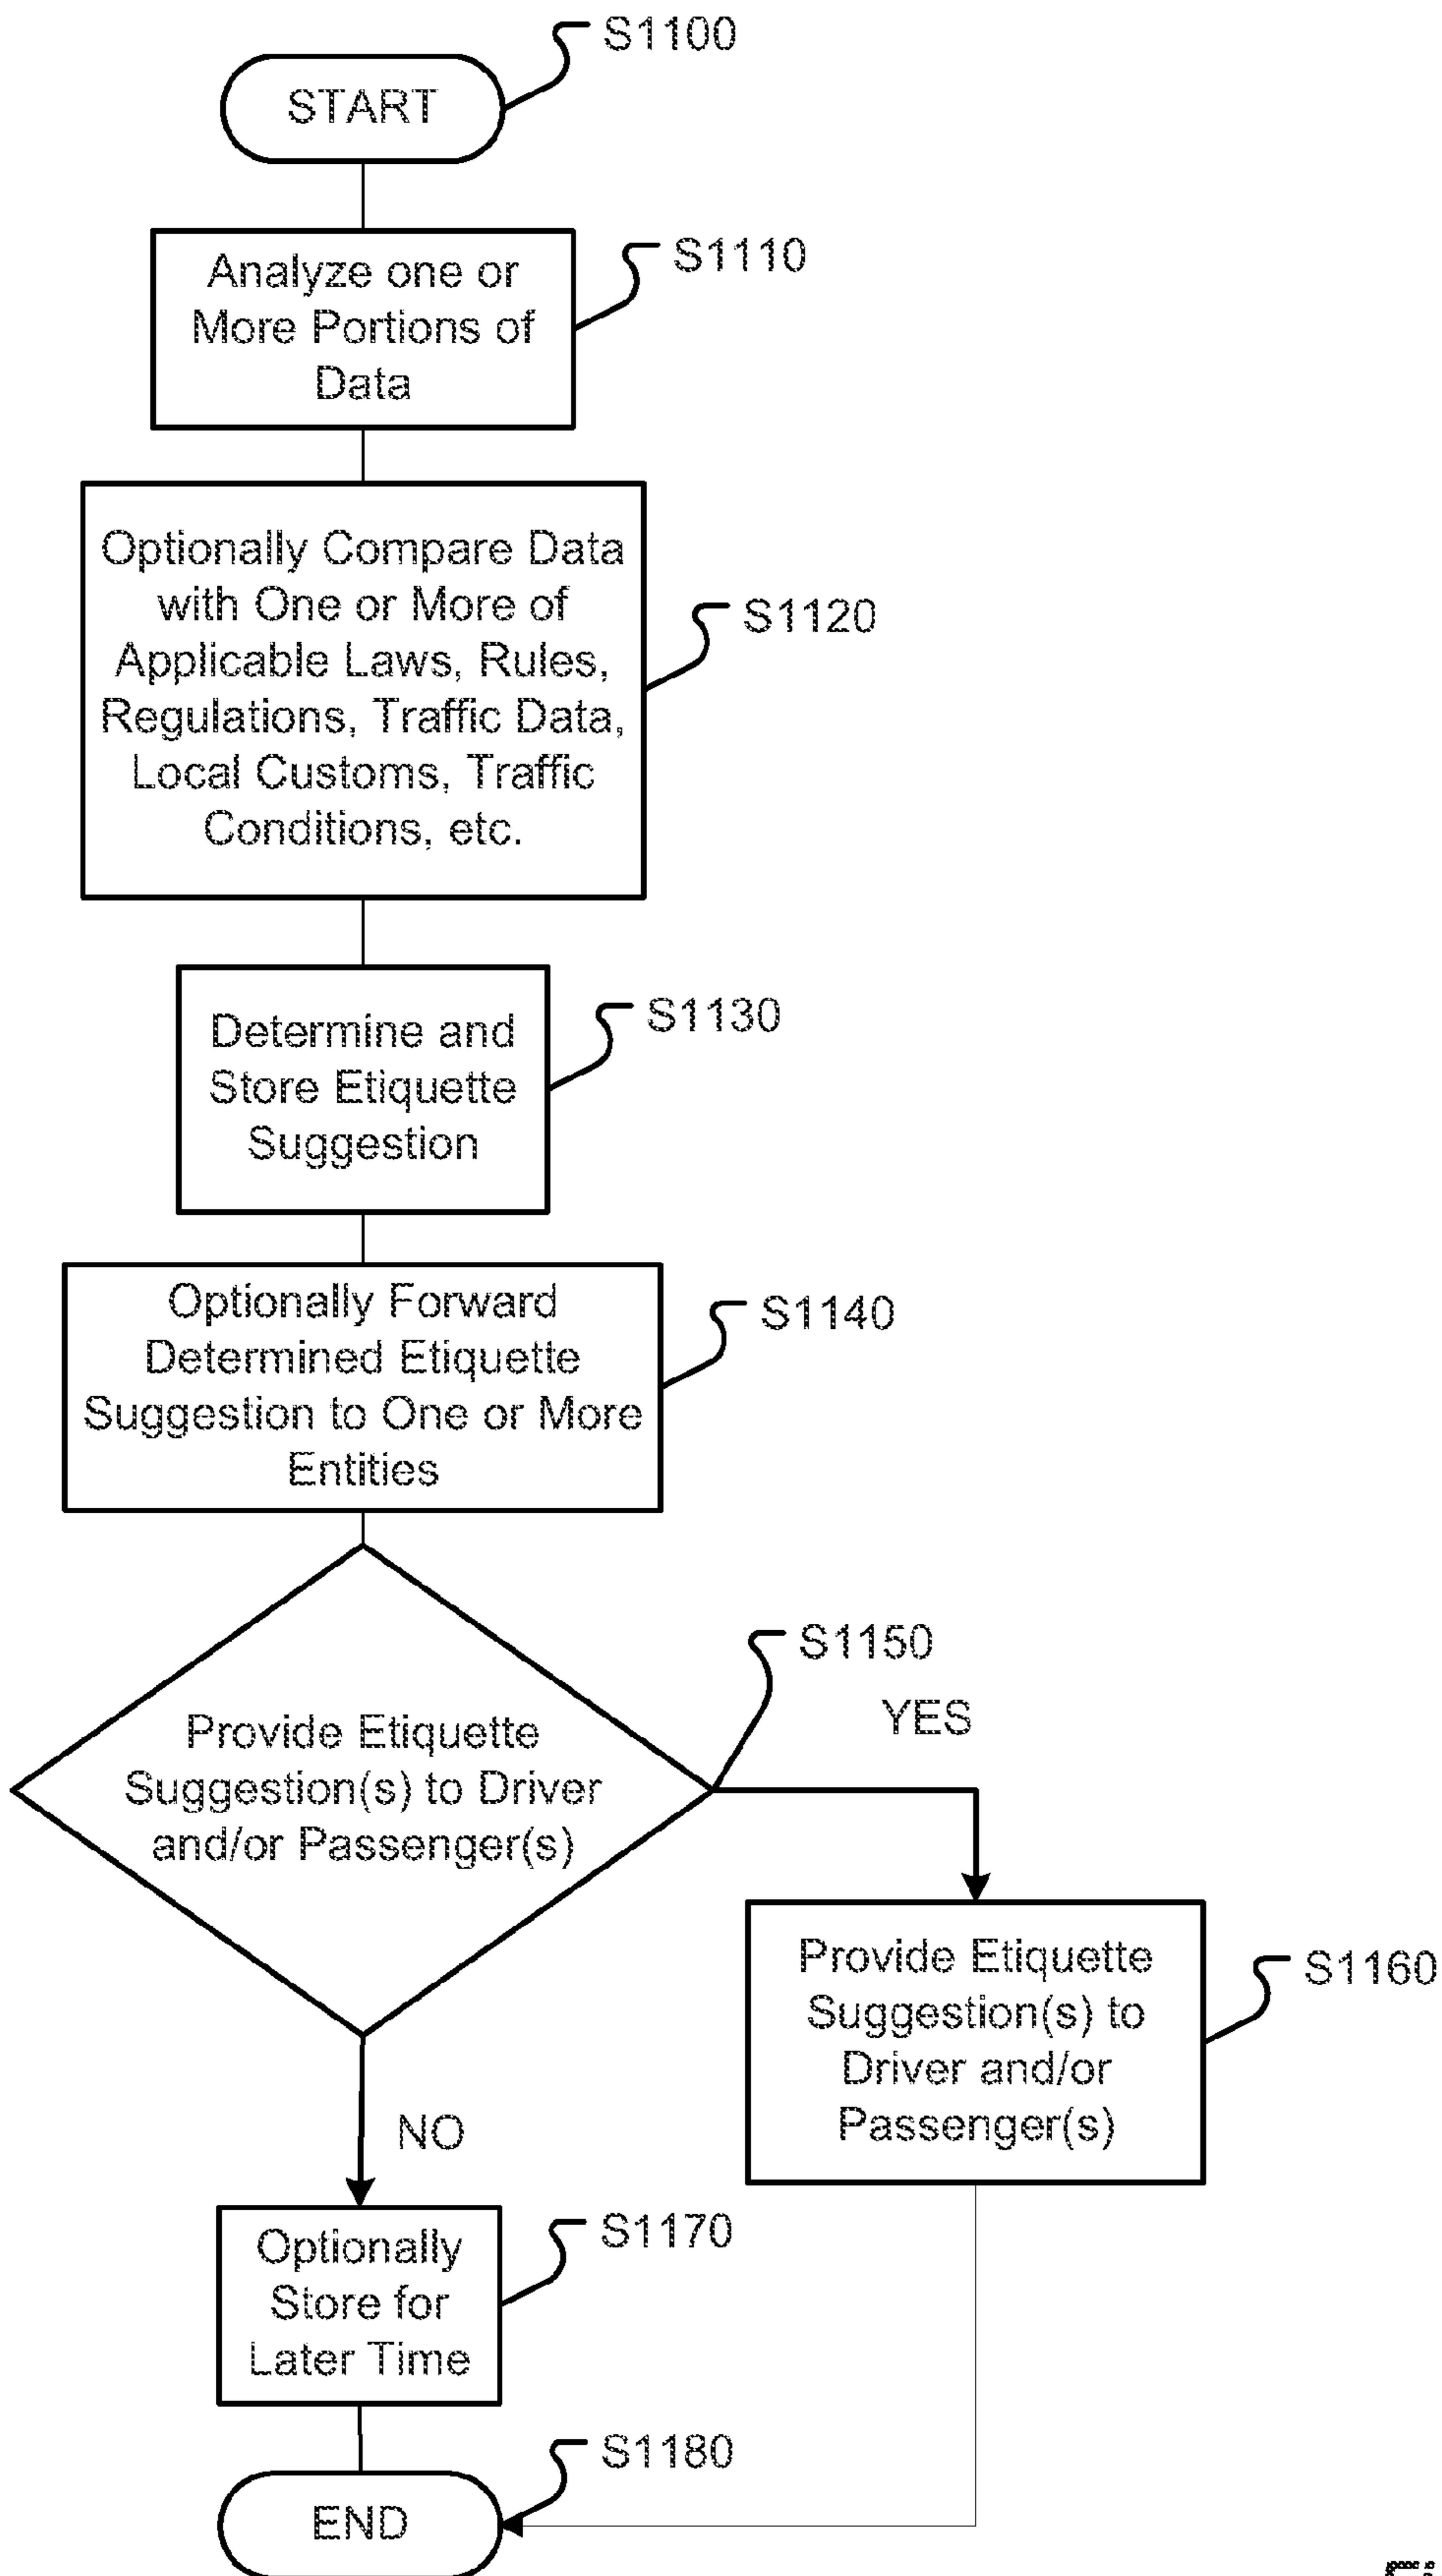 START
S1100
Analyze one or
More Portions of
Data
S1110
Optionally Compare Data
with One or More of
Applicable Laws, Rules,
Regulations, Traffic Data,
Local Customs, Traffic
Conditions, etc.
S1120
Determine and
Store Etiquette
Suggestion
S1130
Optionally Forward
Determined Etiquette
Suggestion to One or More
Entities
S1140
Provide Etiquette
Suggestion(s) to Driver
and/or Passenger(s)
S1150
YES
Provide Etiquette
Suggestion(s) to
Driver and/or
Passenger(s)
S1160
NO
Optionally
Store for
Later Time
S1170
END
S1180